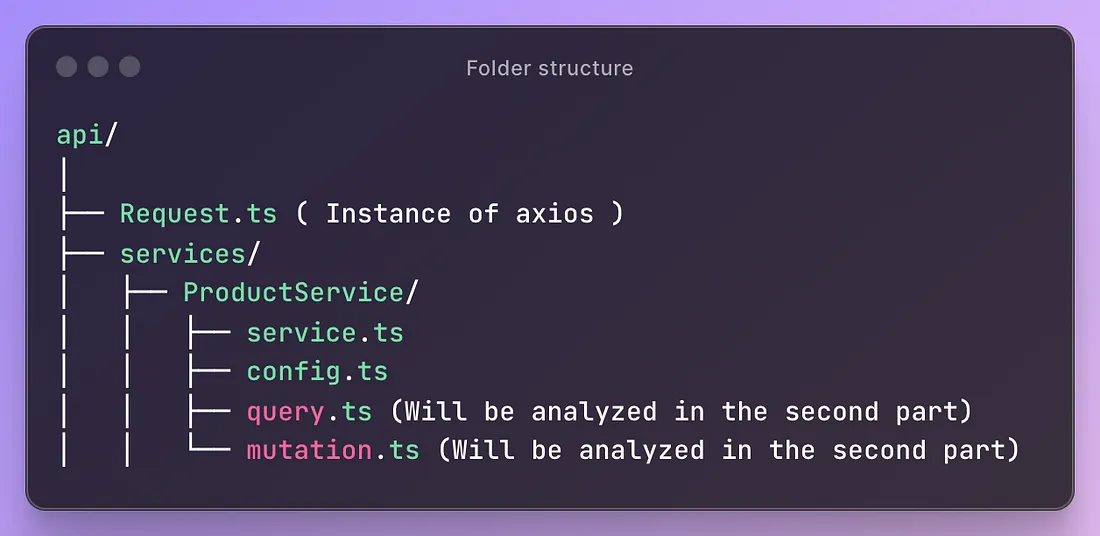 Folder structure
api/
│
├── Request.ts ( Instance of axios )
├── services/
│   ├── ProductService/
│   │   ├── service.ts
│   │   ├── config.ts
│   │   ├── query.ts (Will be analyzed in the second part)
│   │   └── mutation.ts (Will be analyzed in the second part)